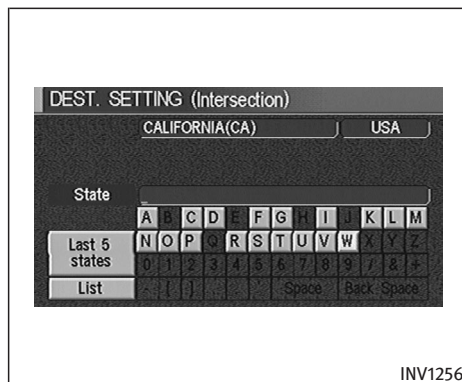 DEST. SETTING (Intersection)
CALIFORNIA(CA) USA
State
A B C D E F G H I J K L M
Last 5 states
N O P Q R S T U V W X Y Z
0 1 2 3 4 5 6 7 8 9 / & +
List
- ( ) . , ' Space Back Space
INV1256